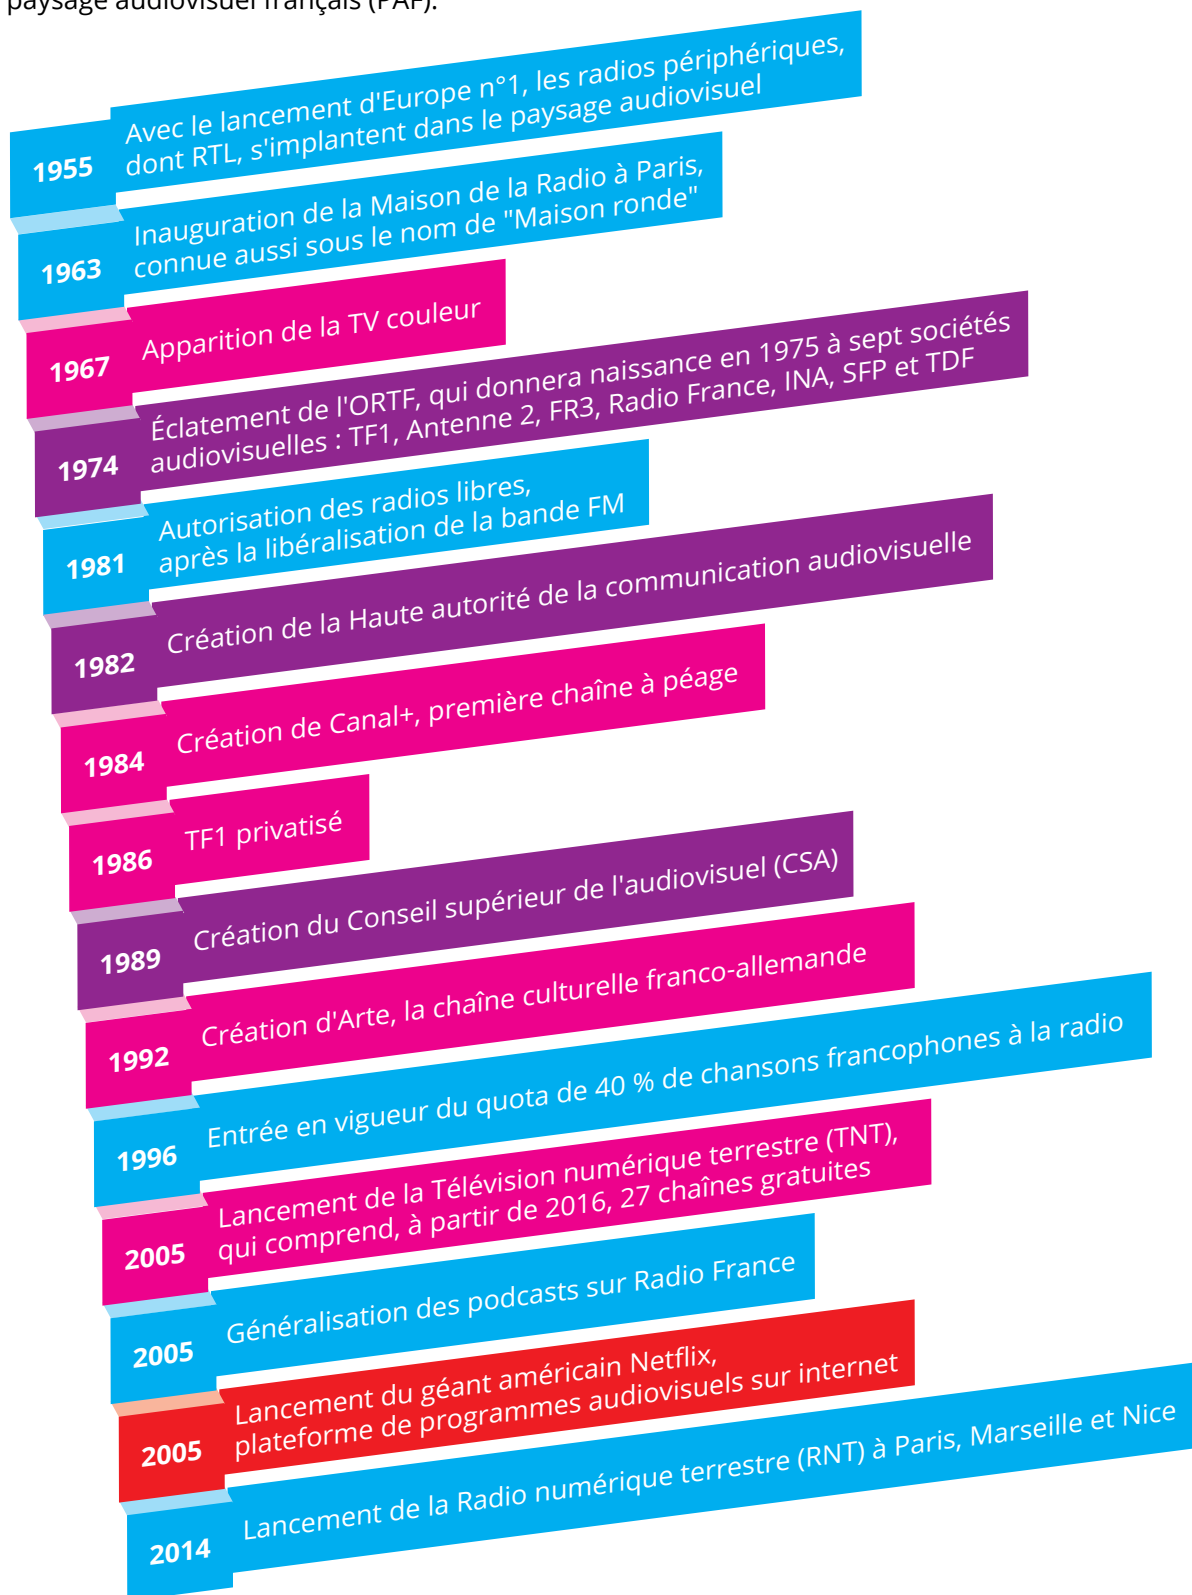 paysage audiovisuel français (PAF).
1955
Avec le lancement d'Europe n°1, les radios périphériques,
dont RTL, s'implantent dans le paysage audiovisuel
1963
Inauguration de la Maison de la Radio à Paris,
connue aussi sous le nom de "Maison ronde"
1967
Apparition de la TV couleur
1974
Éclatement de l'ORTF, qui donnera naissance en 1975 à sept sociétés
audiovisuelles : TF1, Antenne 2, FR3, Radio France, INA, SFP et TDF
1981
Autorisation des radios libres,
après la libéralisation de la bande FM
1982
Création de la Haute autorité de la communication audiovisuelle
1984
Création de Canal+, première chaîne à péage
1986
TF1 privatisé
1989
Création du Conseil supérieur de l'audiovisuel (CSA)
1992
Création d'Arte, la chaîne culturelle franco-allemande
1996
Entrée en vigueur du quota de 40 % de chansons francophones à la radio
2005
Lancement de la Télévision numérique terrestre (TNT),
qui comprend, à partir de 2016, 27 chaînes gratuites
2005
Généralisation des podcasts sur Radio France
2005
Lancement du géant américain Netflix,
plateforme de programmes audiovisuels sur internet
2014
Lancement de la Radio numérique terrestre (RNT) à Paris, Marseille et Nice